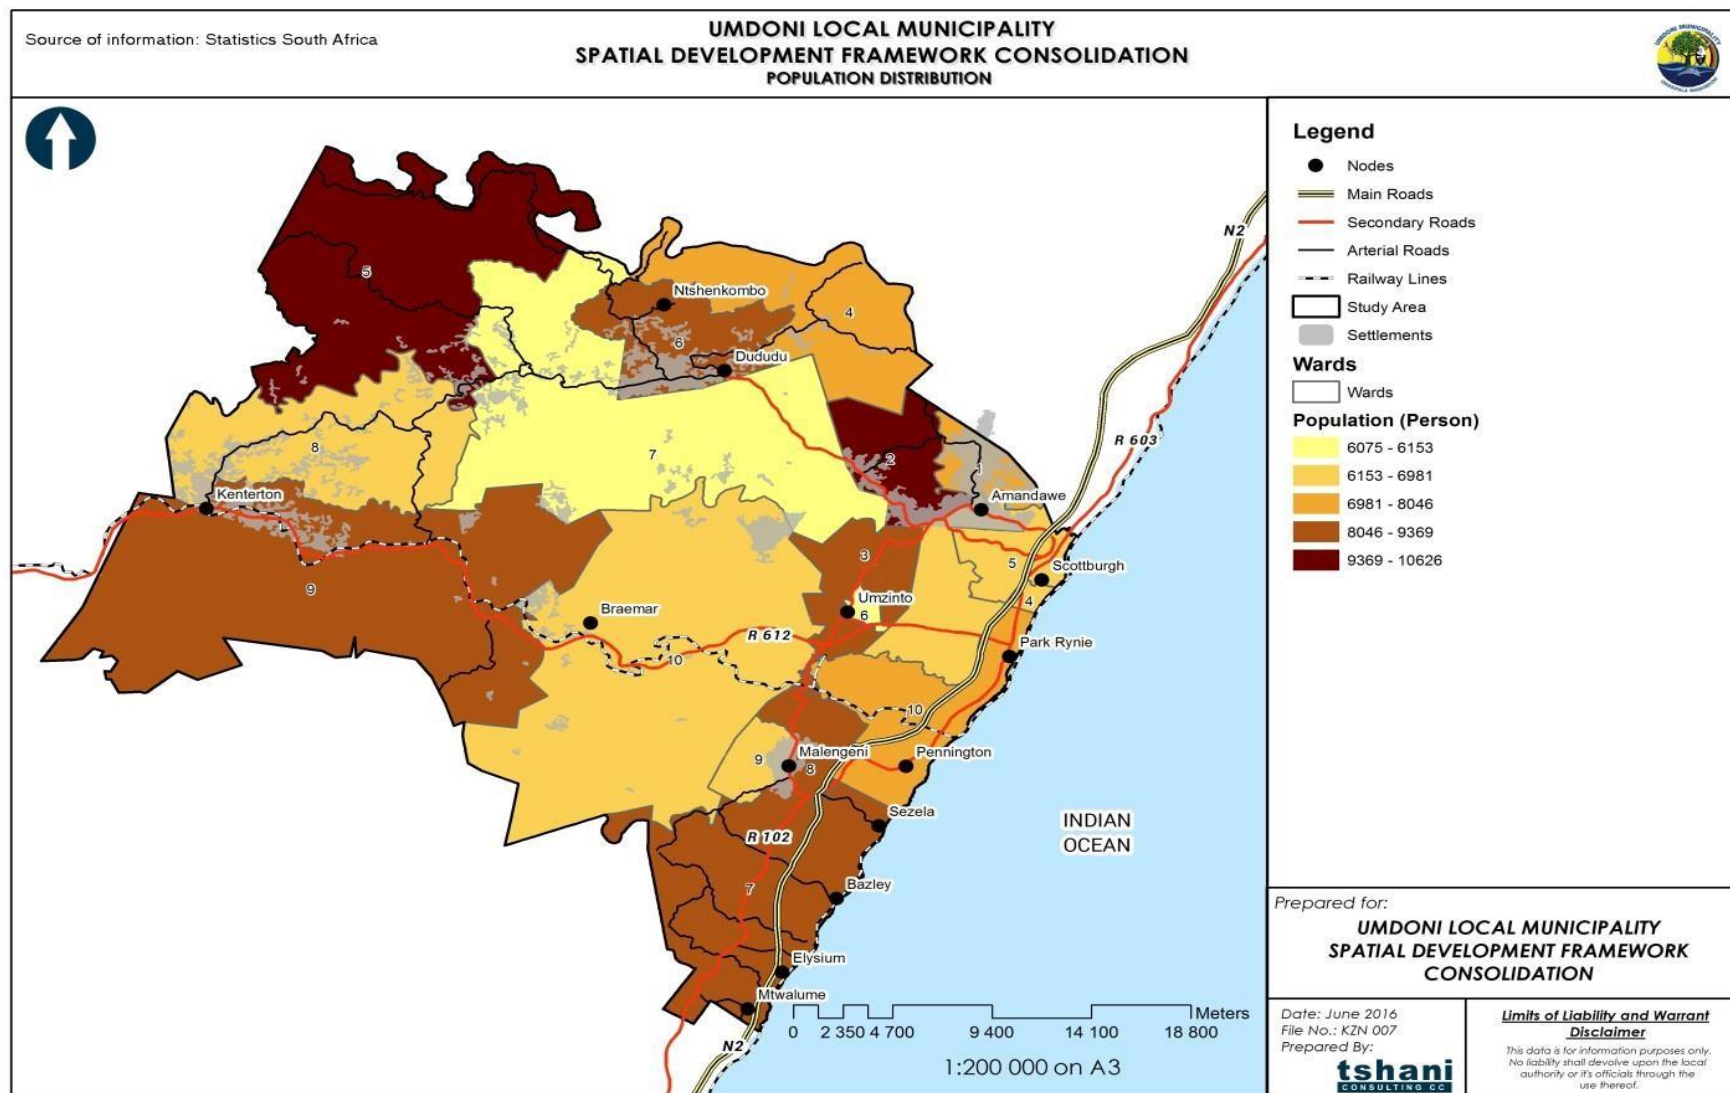 Source of information: Statistics South Africa
UMDONI LOCAL MUNICIPALITY
SPATIAL DEVELOPMENT FRAMEWORK CONSOLIDATION
POPULATION DISTRIBUTION
UMDONI MUNICIPALITY
N2
5
Ntshenkombo
4
6
Dududu
R 603
8
7
2
1
Kenterton
Amandawe
3
5
Scottburgh
9
Braemar
Umzinto
4
6
R 612
10
Park Rynie
10
9
Malengeni
8
Pennington
Sezela
INDIAN
OCEAN
R 102
7
Bazley
Elysium
Mtwalume
N2
Meters
0 2 350 4 700 9 400 14 100 18 800
1:200 000 on A3
Legend
Nodes
Main Roads
Secondary Roads
Arterial Roads
Railway Lines
Study Area
Settlements
Wards
Wards
Population (Person)
6075 - 6153
6153 - 6981
6981 - 8046
8046 - 9369
9369 - 10626
Prepared for:
UMDONI LOCAL MUNICIPALITY
SPATIAL DEVELOPMENT FRAMEWORK
CONSOLIDATION
Date: June 2016
File No.: KZN 007
Prepared By:
tshani
CONSULTING CC
Limits of Liability and Warrant
Disclaimer
This data is for information purposes only.
No liability shall devolve upon the local
authority or it's officials through the
use thereof.